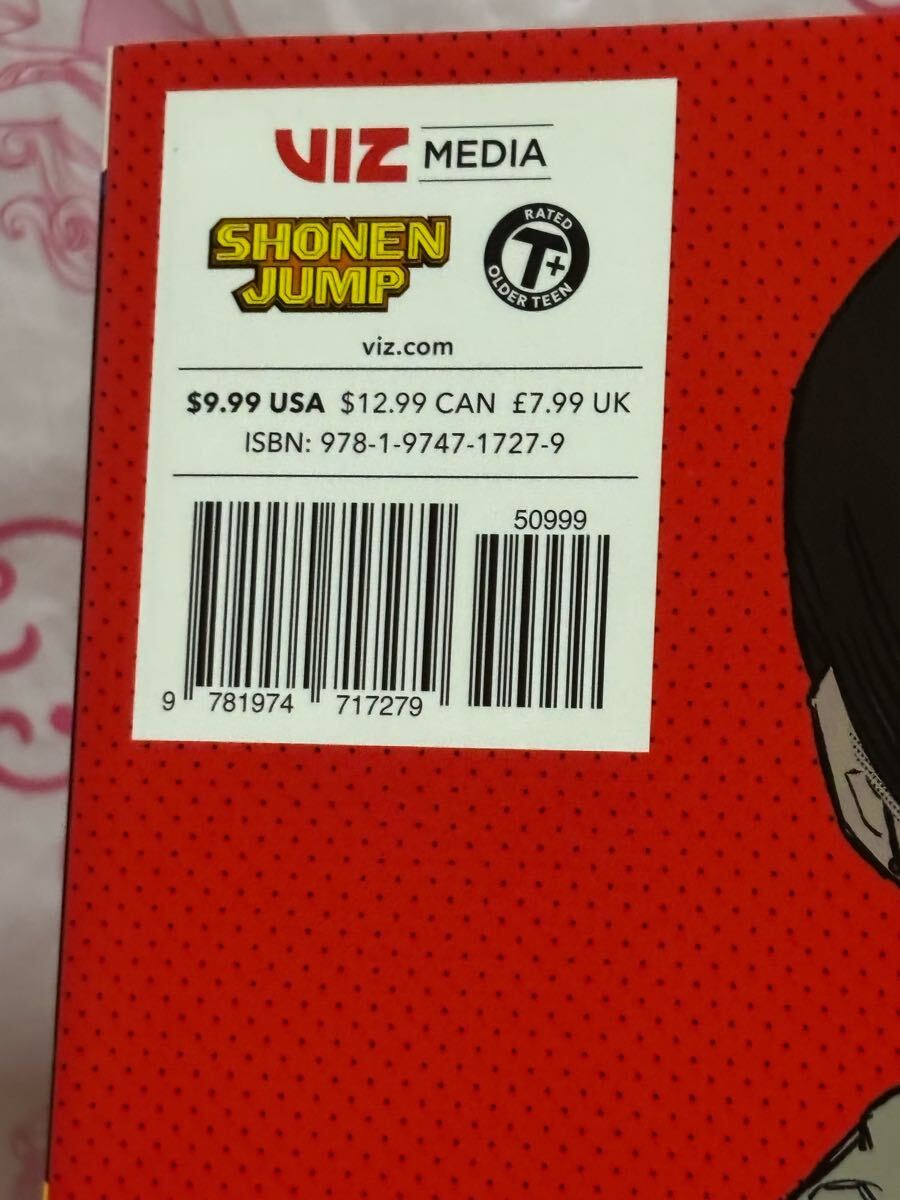 VIZ MEDIA
SHONEN
JUMP
RATED
T+
OLDER TEEN
viz.com
$9.99 USA $12.99 CAN £7.99 UK
ISBN: 978-1-9747-1727-9
50999
9 781974 717279